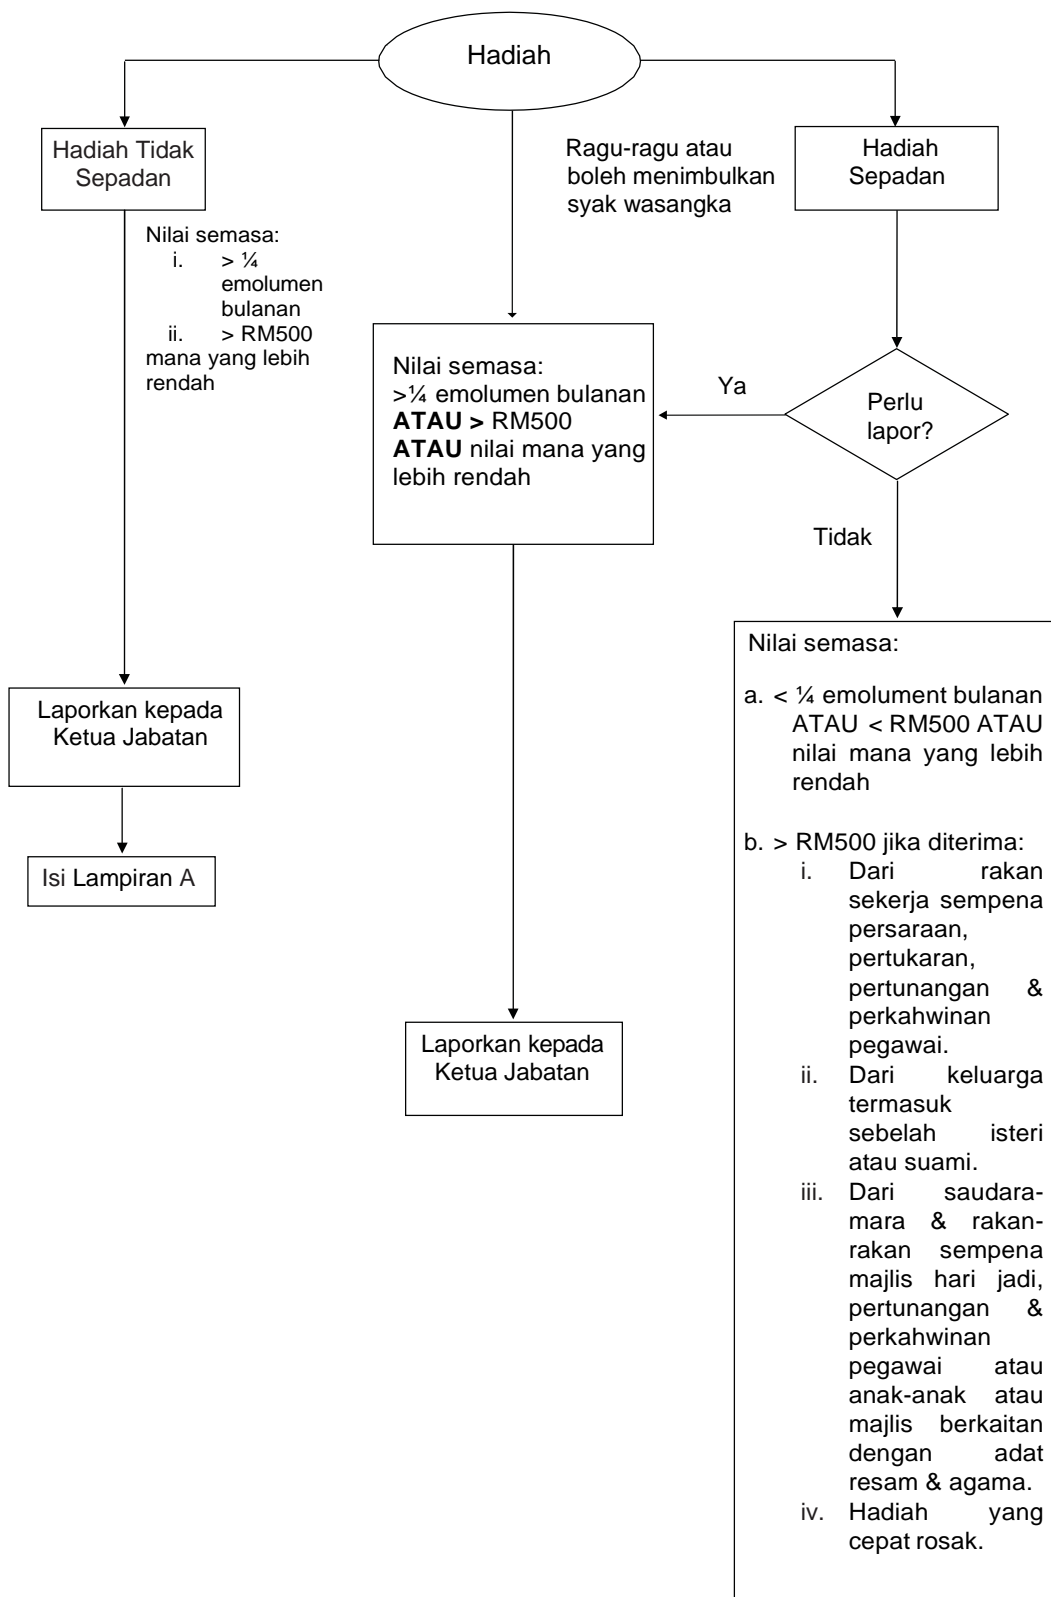 Hadiah
Hadiah Tidak
Sepadan
Nilai semasa:
i. > ¼
emolumen
bulanan
ii. > RM500
mana yang lebih
rendah
Laporkan kepada
Ketua Jabatan
Isi Lampiran A
Ragu-ragu atau
boleh menimbulkan
syak wasangka
Nilai semasa:
>¼ emolumen bulanan
ATAU > RM500
ATAU nilai mana yang
lebih rendah
Laporkan kepada
Ketua Jabatan
Hadiah
Sepadan
Perlu
lapor?
Ya
Tidak
Nilai semasa:
a. < ¼ emolument bulanan
ATAU < RM500 ATAU
nilai mana yang lebih
rendah
b. > RM500 jika diterima:
i. Dari rakan
sekerja sempena
persaraan,
pertukaran,
pertunangan &
perkahwinan
pegawai.
ii. Dari keluarga
termasuk
sebelah isteri
atau suami.
iii. Dari saudara-
mara & rakan-
rakan sempena
majlis hari jadi,
pertunangan &
perkahwinan
pegawai atau
anak-anak atau
majlis berkaitan
dengan adat
resam & agama.
iv. Hadiah yang
cepat rosak.